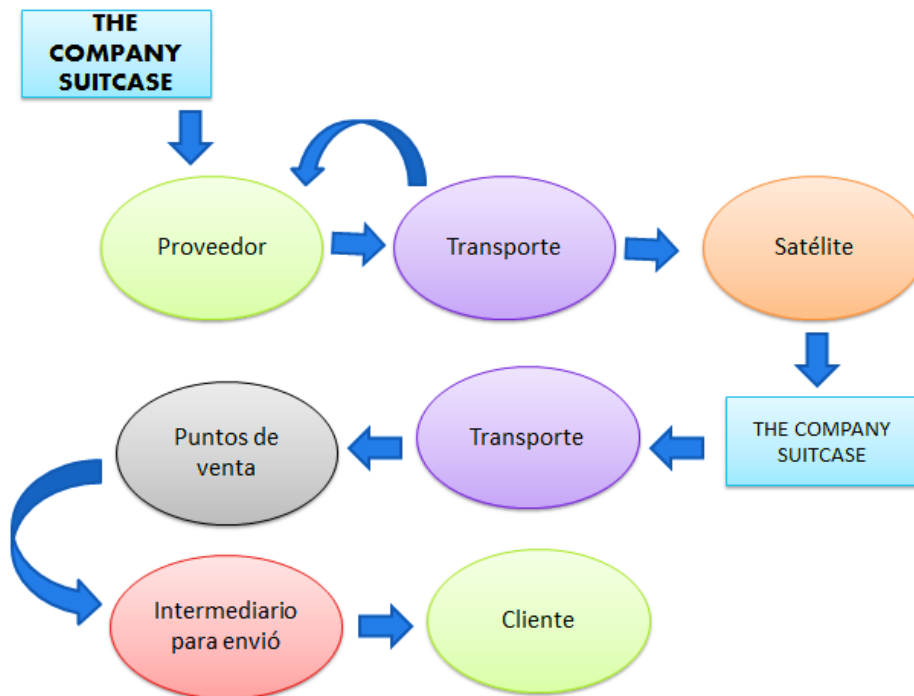 THE
COMPANY
SUITCASE
Proveedor
Transporte
Satélite
Puntos de
venta
Transporte
THE COMPANY
SUITCASE
Intermediario
para envió
Cliente